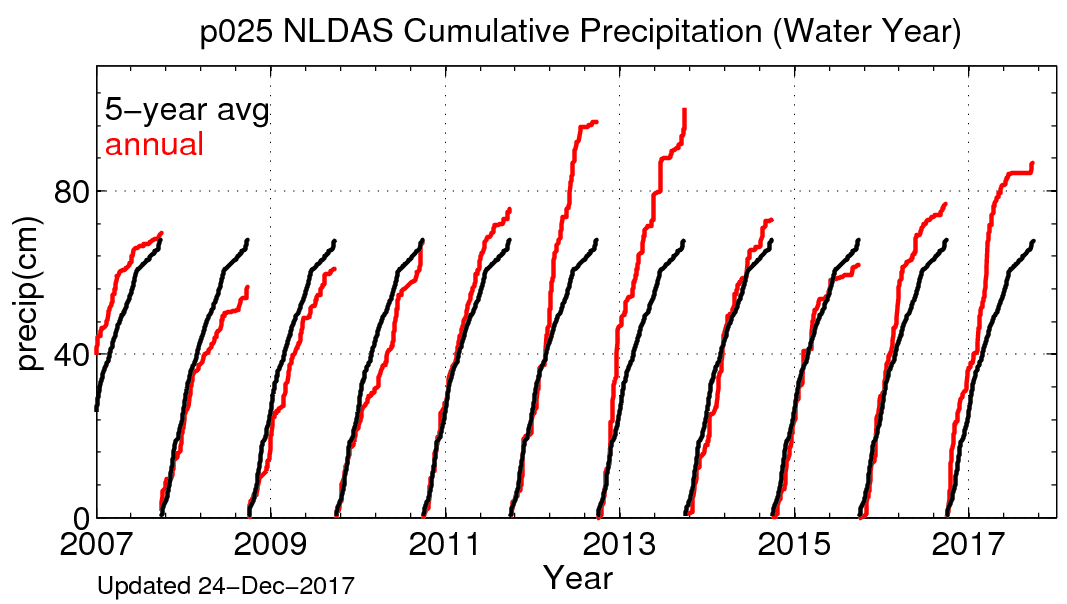 p025 NLDAS Cumulative Precipitation (Water Year)
5−year avg
annual
precip(cm)
80
40
0
2007 2009 2011 2013 2015 2017
Year
Updated 24−Dec−2017